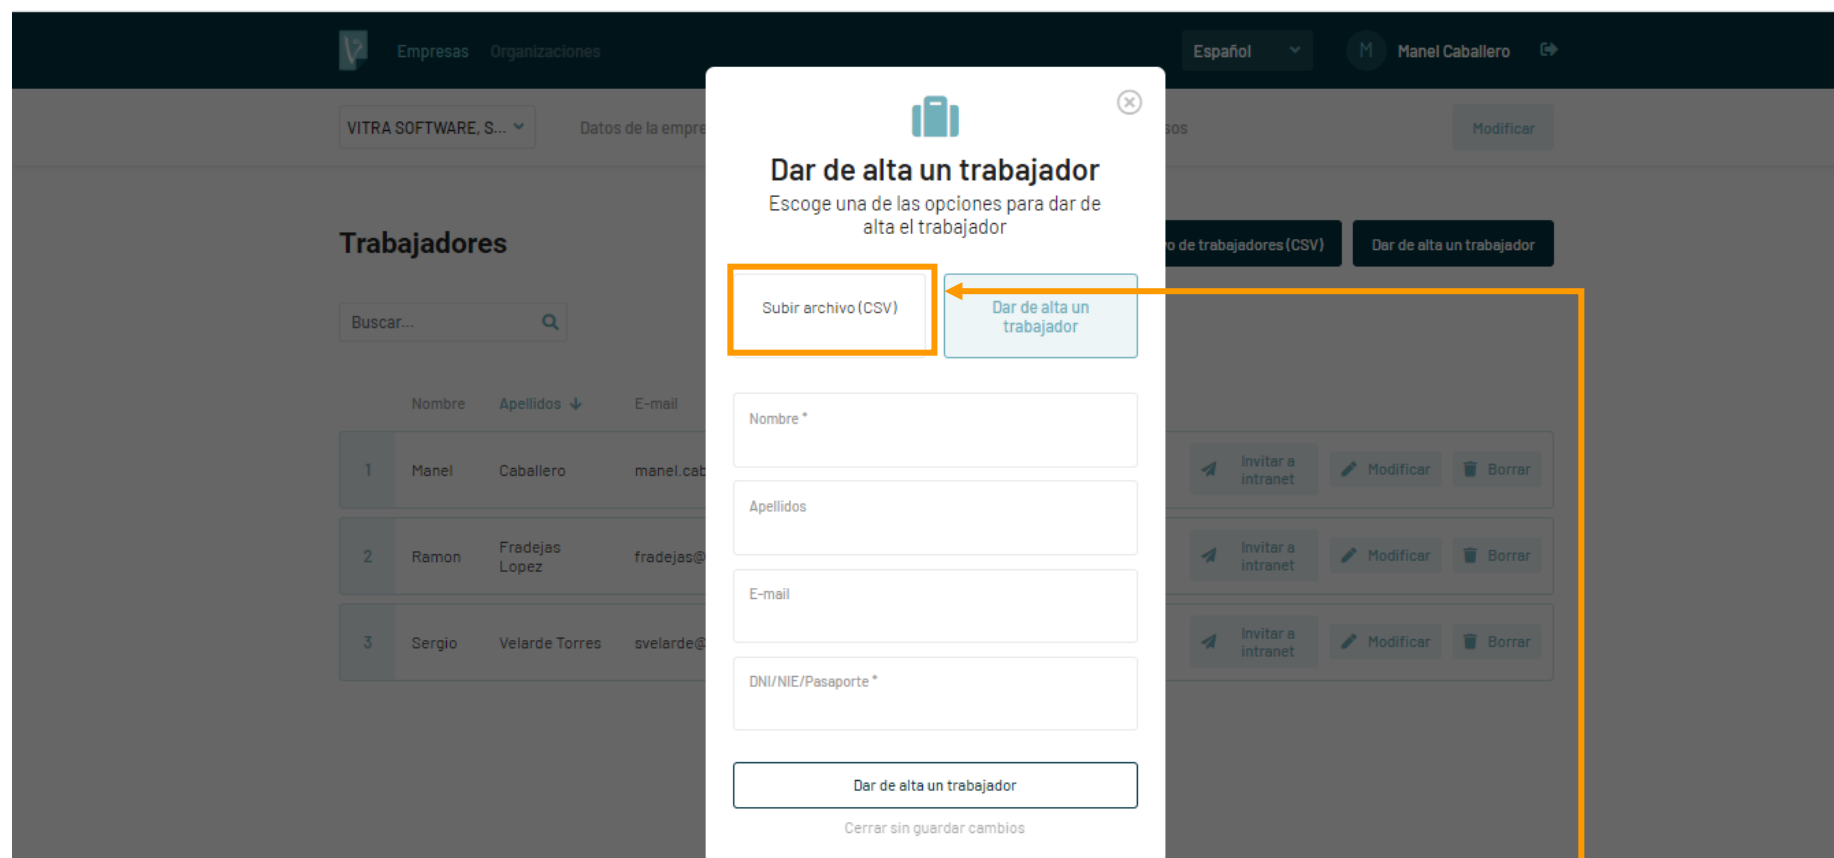 Empresas Organizaciones
Español
M Manel Caballero
VITRA SOFTWARE, S...
Datos de la empre
sos
Modificar
Dar de alta un trabajador
Escoge una de las opciones para dar de
alta el trabajador
Trabajadores
o de trabajadores (CSV)
Dar de alta un trabajador
Subir archivo (CSV)
Dar de alta un
trabajador
Buscar...
Nombre Apellidos E-mail
Nombre *
1 Manel Caballero manel.cab
Invitar a
intranet
Modificar Borrar
Apellidos
2 Ramon
Fradejas
Lopez
fradejas@
Invitar a
intranet
Modificar Borrar
E-mail
3 Sergio Velarde Torres svelarde@
Invitar a
intranet
Modificar Borrar
DNI/NIE/Pasaporte *
Dar de alta un trabajador
Cerrar sin guardar cambios